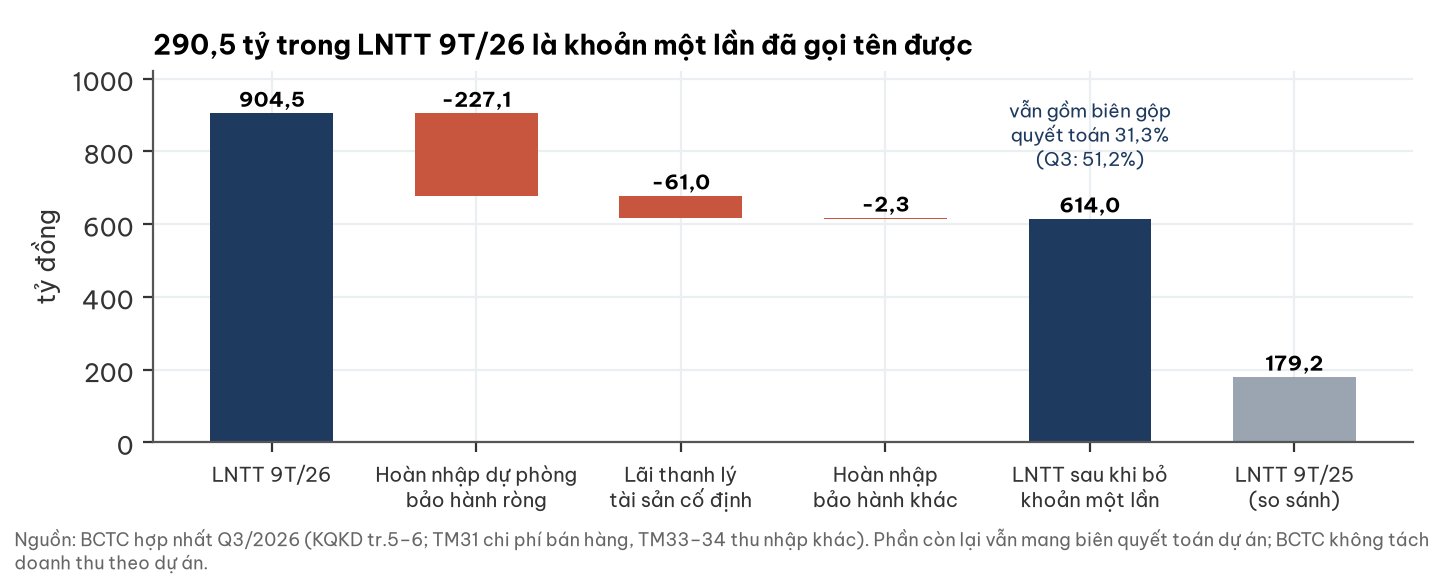 290,5 tỷ trong LNTT 9T/26 là khoản một lần đã gọi tên được
1000
800
600
400
200
0
tỷ đồng
904,5
-227,1
-61,0
-2,3
vẫn gồm biên gộp
quyết toán 31,3%
(Q3: 51,2%)
614,0
179,2
LNTT 9T/26
Hoàn nhập dự phòng
bảo hành ròng
Lãi thanh lý
tài sản cố định
Hoàn nhập
bảo hành khác
LNTT sau khi bỏ
khoản một lần
LNTT 9T/25
(so sánh)
Nguồn: BCTC hợp nhất Q3/2026 (KQKD tr.5–6; TM31 chi phí bán hàng, TM33–34 thu nhập khác). Phần còn lại vẫn mang biên quyết toán dự án; BCTC không tách
doanh thu theo dự án.